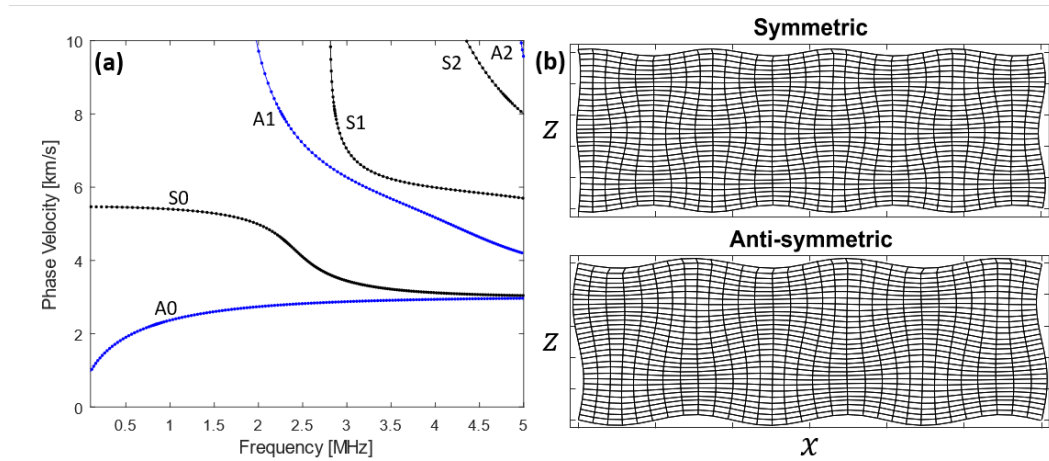 (a)
Phase Velocity [km/s]
10
8
6
4
2
0
A1
S1
S2
A2
S0
A0
0.5 1 1.5 2 2.5 3 3.5 4 4.5 5
Frequency [MHz]
(b)
Symmetric
Z
Anti-symmetric
Z
x